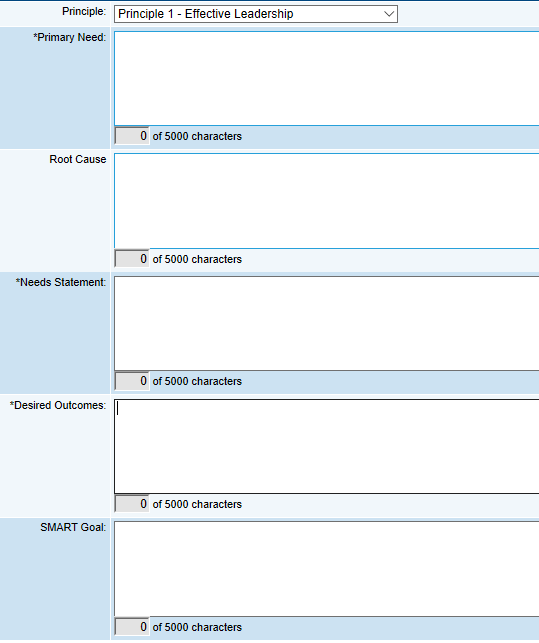 Principle: Principle 1 - Effective Leadership
*Primary Need:
0 of 5000 characters
Root Cause
0 of 5000 characters
*Needs Statement:
0 of 5000 characters
*Desired Outcomes:
0 of 5000 characters
SMART Goal:
0 of 5000 characters